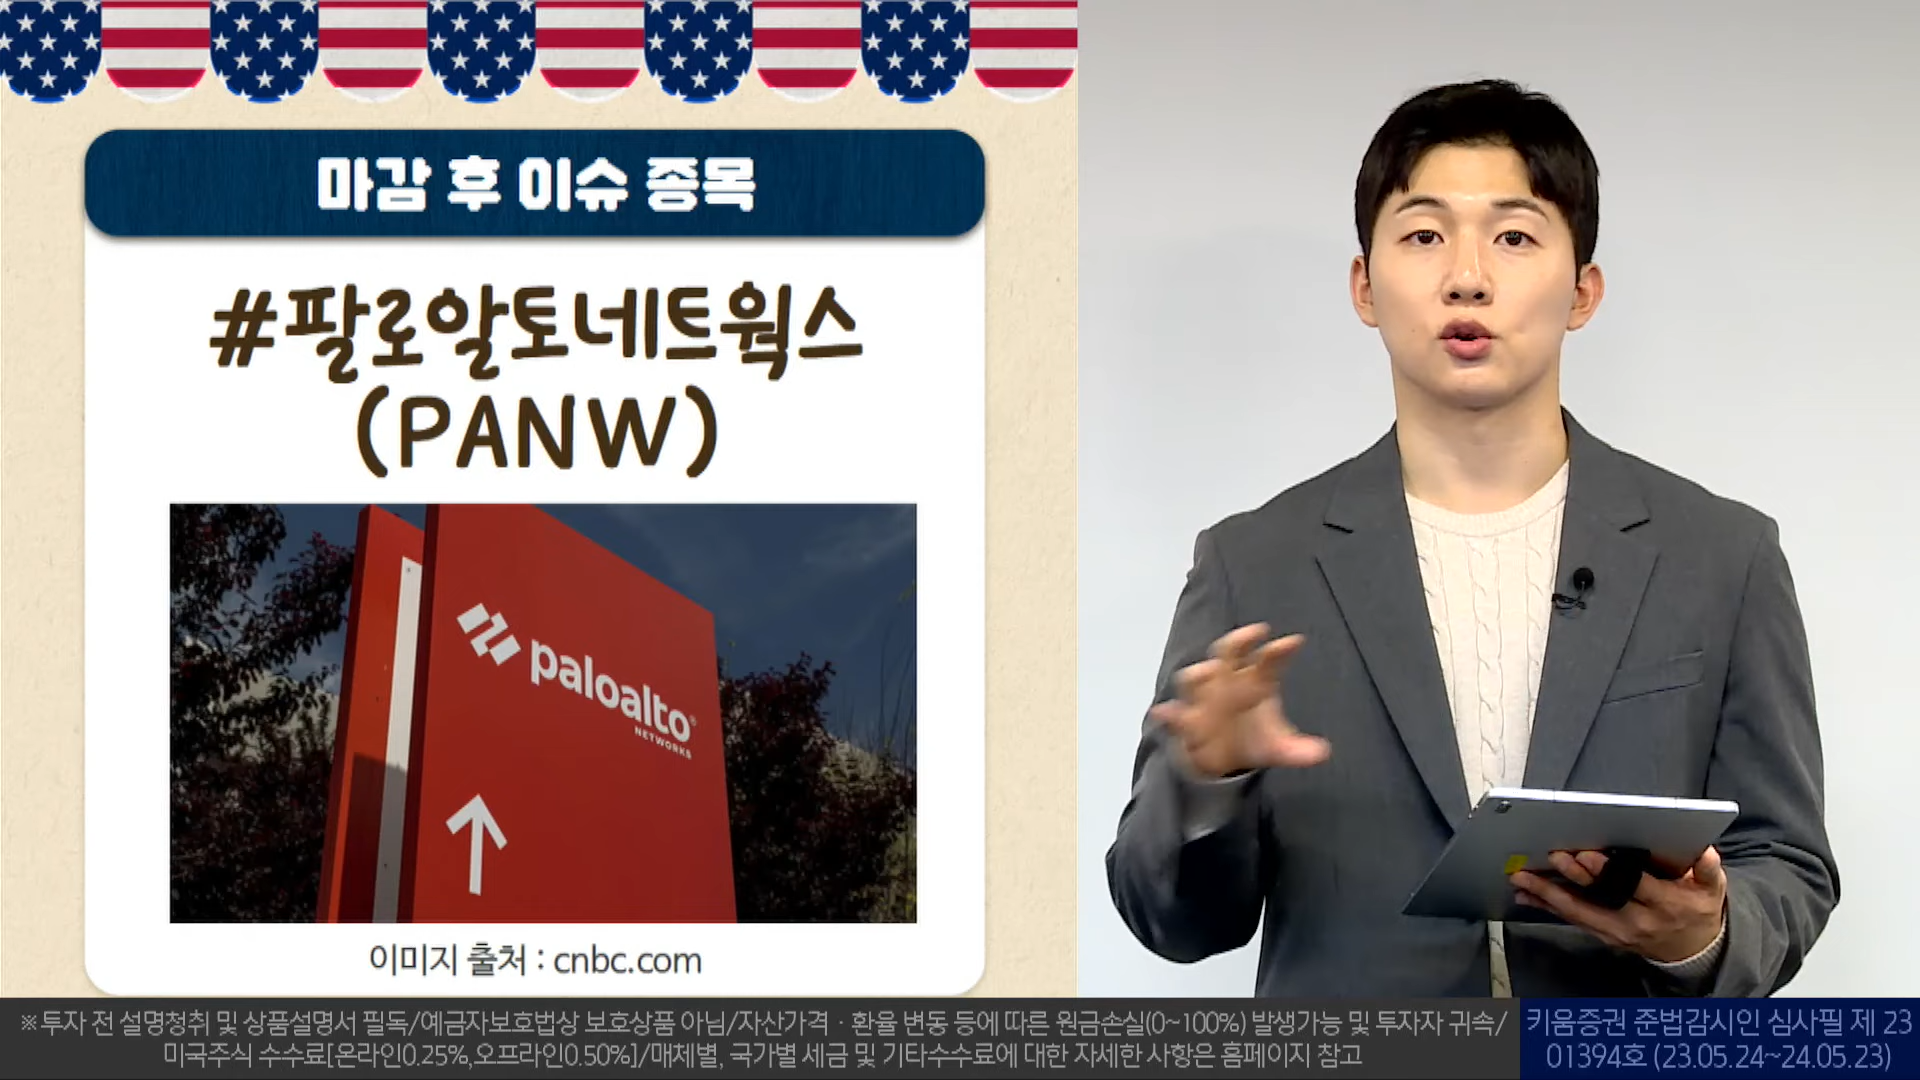 마감 후 이슈 종목
#팔로알토네트웍스
(PANW)
paloalto
NETWORKS
이미지 출처 : cnbc.com
※투자 전 설명청취 및 상품설명서 필독/예금자보호법상 보호상품 아님/자산가격 · 환율 변동 등에 따른 원금손실(0~100%) 발생가능 및 투자자 귀속/
미국주식 수수료[온라인0.25%,오프라인0.50%]/매체별, 국가별 세금 및 기타수수료에 대한 자세한 사항은 홈페이지 참고
키움증권 준법감시인 심사필 제 23
01394호 (23.05.24~24.05.23)